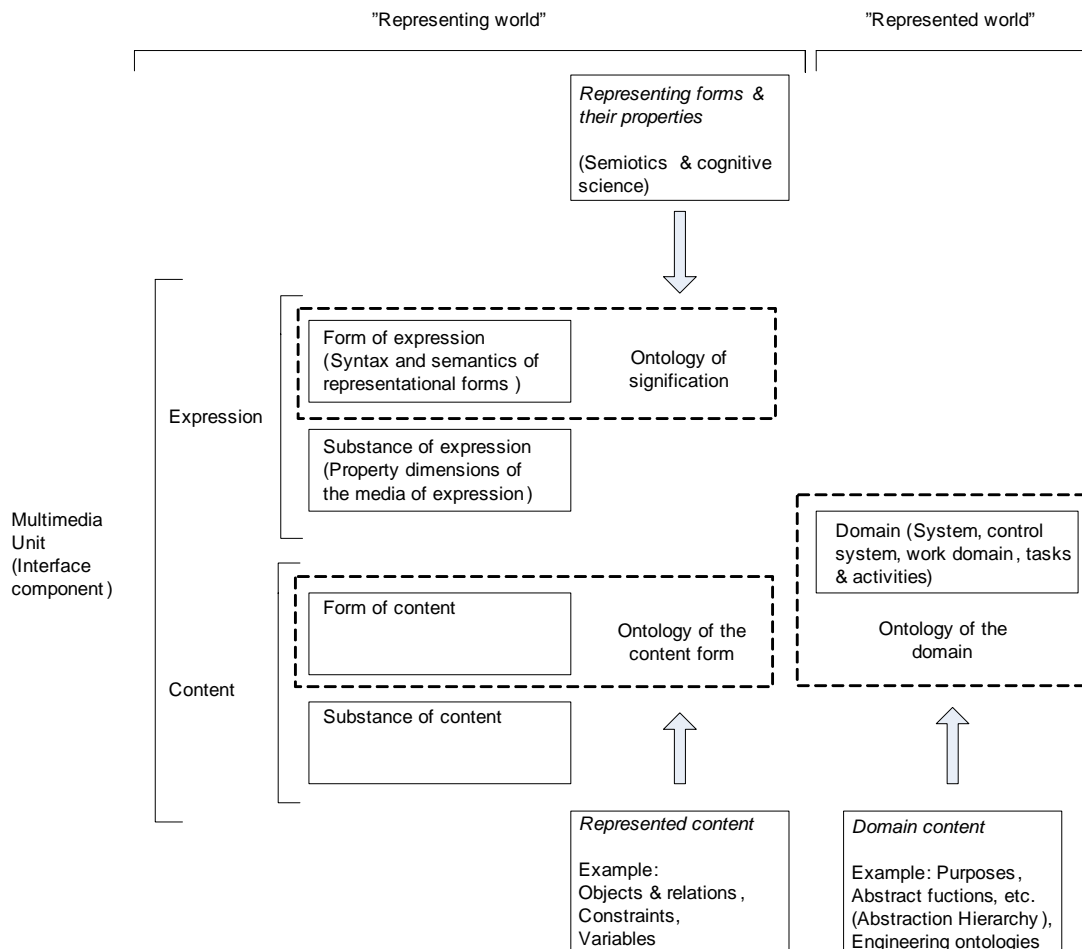 ”Representing world”
”Represented world”
Representing forms &
their properties
(Semiotics & cognitive
science)
Form of expression
(Syntax and semantics of
representational forms )
Ontology of
signification
Expression
Substance of expression
(Property dimensions of
the media of expression )
Multimedia
Unit
(Interface
component )
Domain (System, control
system, work domain , tasks
& activities)
Ontology of the
domain
Form of content
Ontology of the
content form
Content
Substance of content
Represented content
Example:
Objects & relations ,
Constraints,
Variables
Domain content
Example: Purposes ,
Abstract fuctions, etc.
(Abstraction Hierarchy ),
Engineering ontologies